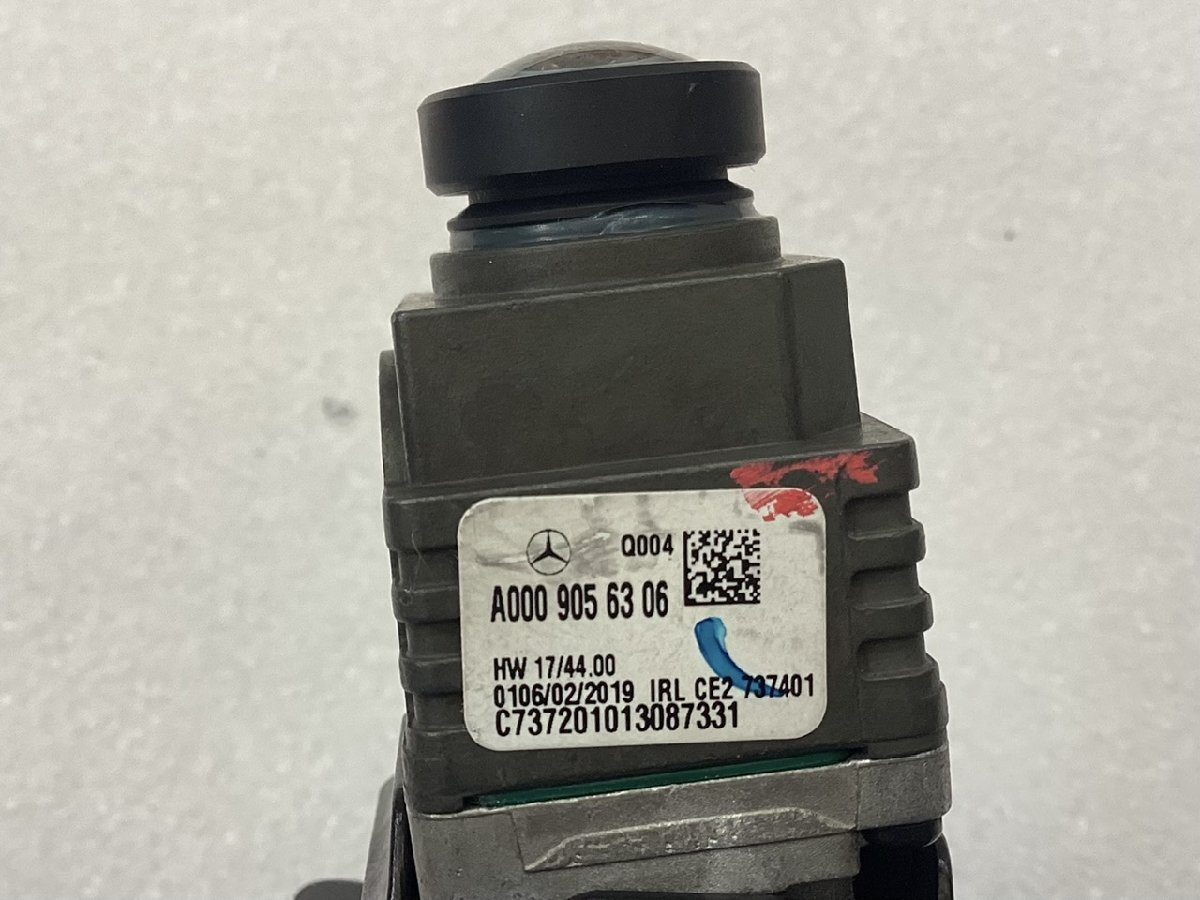 Q004
A000 905 63 06
HW 17/44.00
0106/02/2019 IRL CE2 737401
C737201013087331